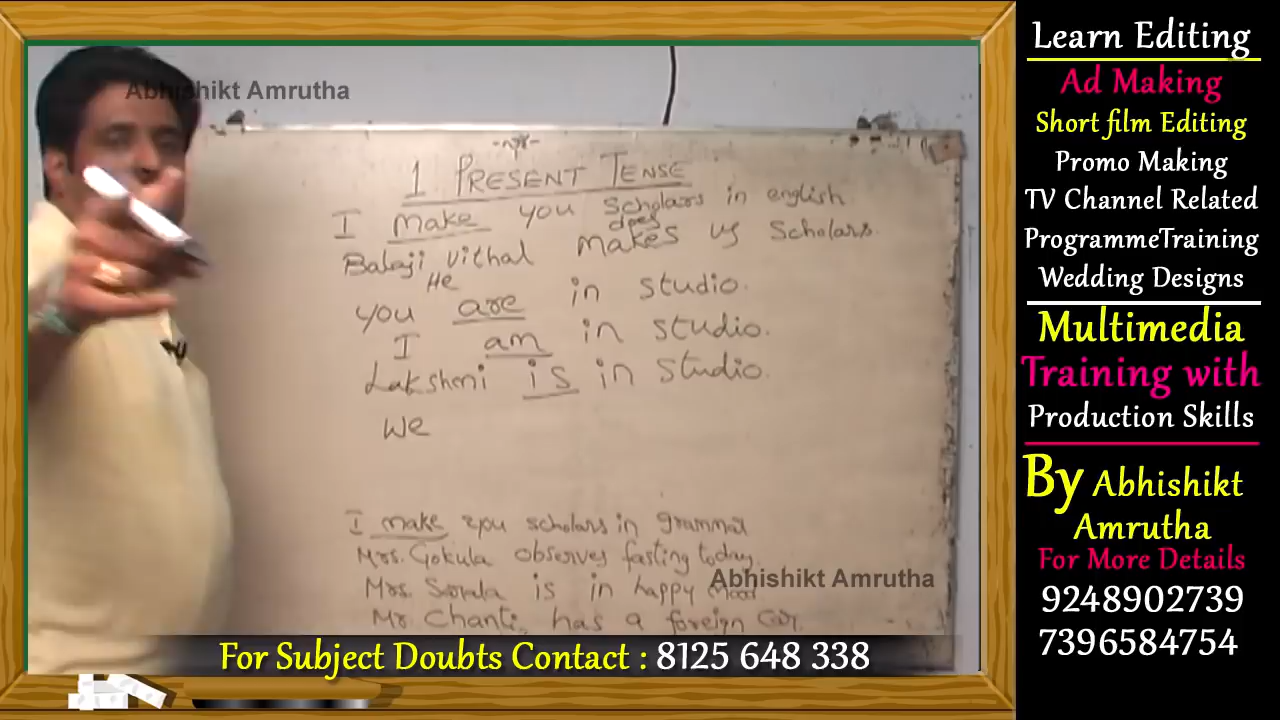 Abhishikt Amrutha
1 PRESENT TENSE
I make you scholars in english
does
Balaji Vithal makes us scholars.
He
you are in studio.
I am in studio.
Lakshmi is in studio.
we
I make you scholars in grammar
Mrs. Gokula observes fasting today.
Abhishikt Amrutha
Mrs. Sarala is in happy mood
Mr. Chanti has a foreign car.
For Subject Doubts Contact : 8125 648 338
Learn Editing
Ad Making
Short film Editing
Promo Making
TV Channel Related
ProgrammeTraining
Wedding Designs
Multimedia
Training with
Production Skills
By Abhishikt
Amrutha
For More Details
9248902739
7396584754